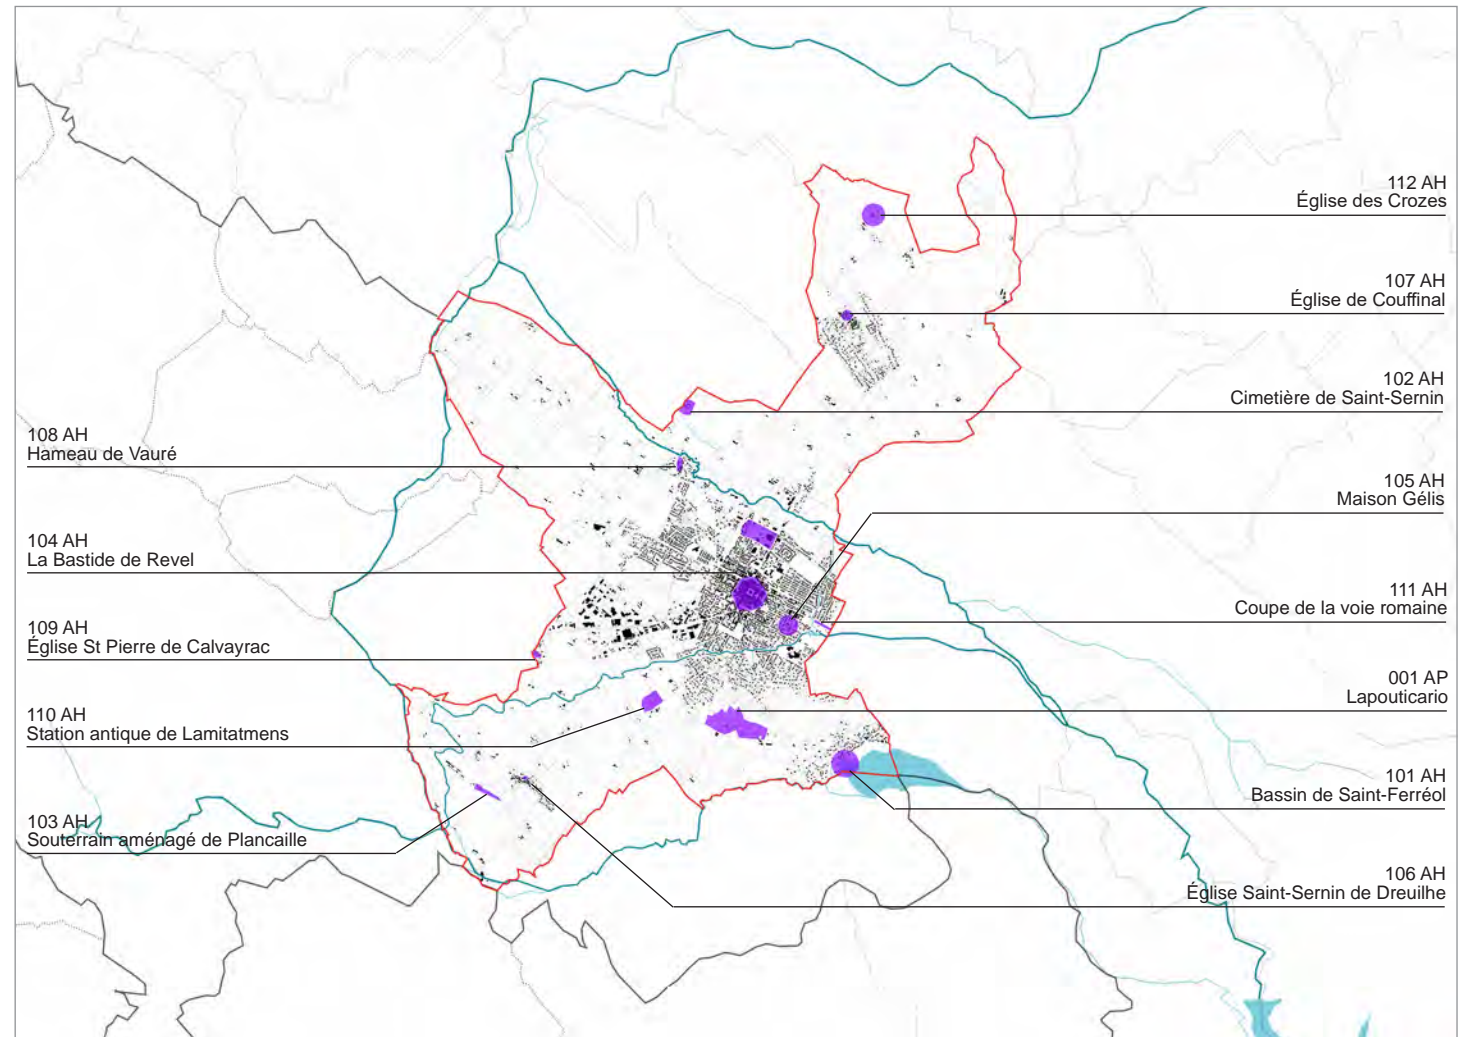 112 AH
Église des Crozes
107 AH
Église de Couffinal
102 AH
Cimetière de Saint-Sernin
108 AH
Hameau de Vauré
105 AH
Maison Gélis
104 AH
La Bastide de Revel
111 AH
Coupe de la voie romaine
109 AH
Église St Pierre de Calvayrac
001 AP
Lapouticario
110 AH
Station antique de Lamitatmens
101 AH
Bassin de Saint-Ferréol
103 AH
Souterrain aménagé de Plancaille
106 AH
Église Saint-Sernin de Dreuilhe